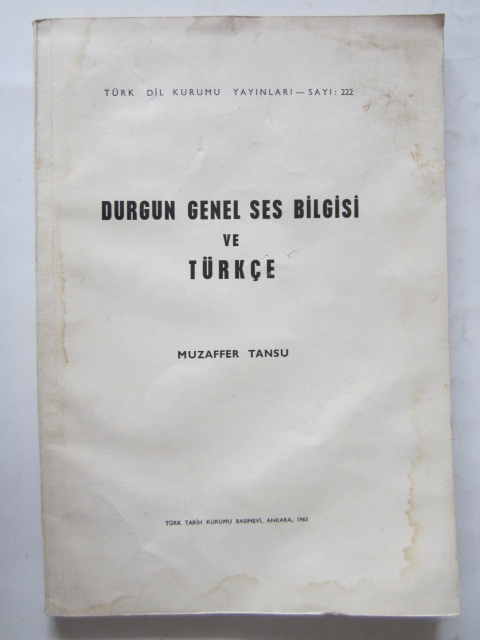 TÜRK DİL KURUMU YAYINLARI — SAYI: 222
DURGUN GENEL SES BİLGİSİ
VE
TÜRKÇE
MUZAFFER TANSU
TÜRK TARİH KURUMU BASIMEVİ, ANKARA, 1963